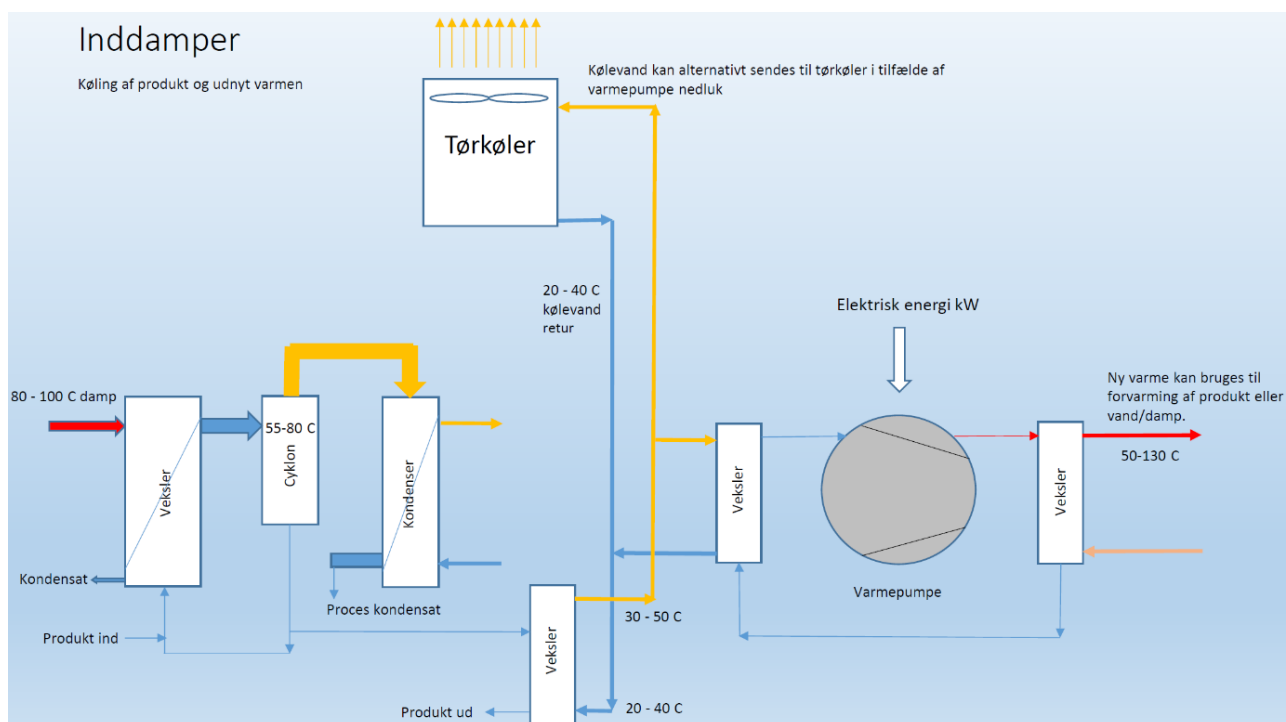 Inddamper
Køling af produkt og udnyt varmen
Kølevand kan alternativt sendes til tørkøler i tilfælde af
varmepumpe nedluk
Tørkøler
20 - 40 C
kølevand
retur
Elektrisk energi kW
80 - 100 C damp
55-80 C
Cyklon
Veksler
Kondenser
Veksler
Varmepumpe
Veksler
Ny varme kan bruges til
forvarming af produkt eller
vand/damp.
50-130 C
Kondensat
Proces kondensat
Produkt ind
Veksler
30 - 50 C
Produkt ud
20 - 40 C